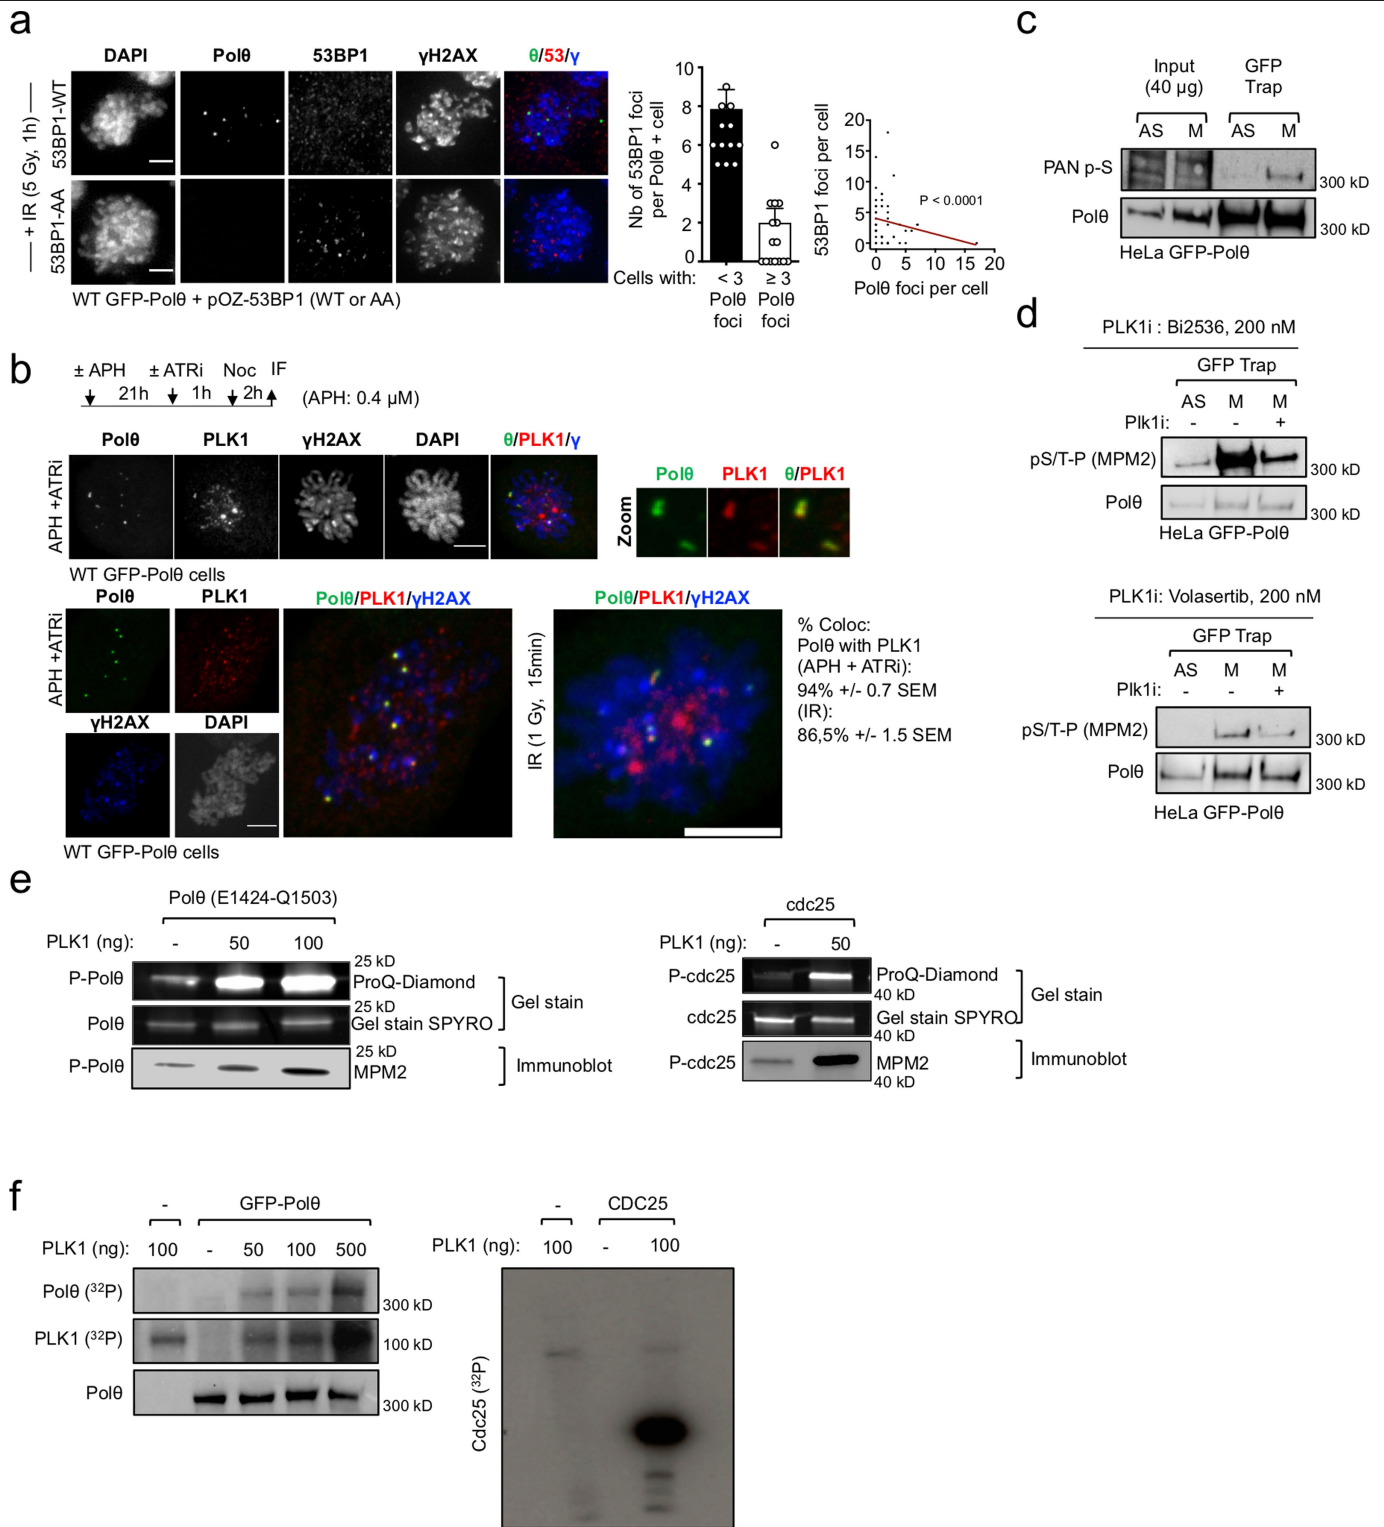 a
DAPI Polθ 53BP1 γH2AX θ/53/γ
+ IR (5 Gy, 1h)
53BP1-WT
53BP1-AA
WT GFP-Polθ + pOZ-53BP1 (WT or AA)
Nb of 53BP1 foci
per Polθ + cell
10
8
6
4
2
0
Cells with: < 3 ≥ 3
Polθ Polθ
foci foci
53BP1 foci per cell
20
15
10
5
0
P < 0.0001
0 5 10 15 20
Polθ foci per cell
b
± APH ± ATRi Noc IF
21h 1h 2h
(APH: 0.4 µM)
Polθ PLK1 γH2AX DAPI θ/PLK1/γ
APH +ATRi
WT GFP-Polθ cells
Zoom
Polθ PLK1 θ/PLK1
Polθ PLK1
APH +ATRi
γH2AX DAPI
WT GFP-Polθ cells
Polθ/PLK1/γH2AX
IR (1 Gy, 15min)
Polθ/PLK1/γH2AX
% Coloc:
Polθ with PLK1
(APH + ATRi):
94% +/- 0.7 SEM
(IR):
86,5% +/- 1.5 SEM
c
Input GFP
(40 µg) Trap
AS M AS M
PAN p-S 300 kD
Polθ 300 kD
HeLa GFP-Polθ
d
PLK1i : Bi2536, 200 nM
GFP Trap
AS M M
Plk1i: - - +
pS/T-P (MPM2) 300 kD
Polθ 300 kD
HeLa GFP-Polθ
PLK1i: Volasertib, 200 nM
GFP Trap
AS M M
Plk1i: - - +
pS/T-P (MPM2) 300 kD
Polθ 300 kD
HeLa GFP-Polθ
e
Polθ (E1424-Q1503)
PLK1 (ng): - 50 100
25 kD
P-Polθ ProQ-Diamond
25 kD
Polθ Gel stain SPYRO
Gel stain
25 kD
P-Polθ MPM2
Immunoblot
cdc25
PLK1 (ng): - 50
P-cdc25 ProQ-Diamond
40 kD
cdc25 Gel stain SPYRO
40 kD
Gel stain
P-cdc25 MPM2
40 kD
Immunoblot
f
- GFP-Polθ
PLK1 (ng): 100 - 50 100 500
Polθ (³²P) 300 kD
PLK1 (³²P) 100 kD
Polθ 300 kD
- CDC25
PLK1 (ng): 100 - 100
Cdc25 (³²P)